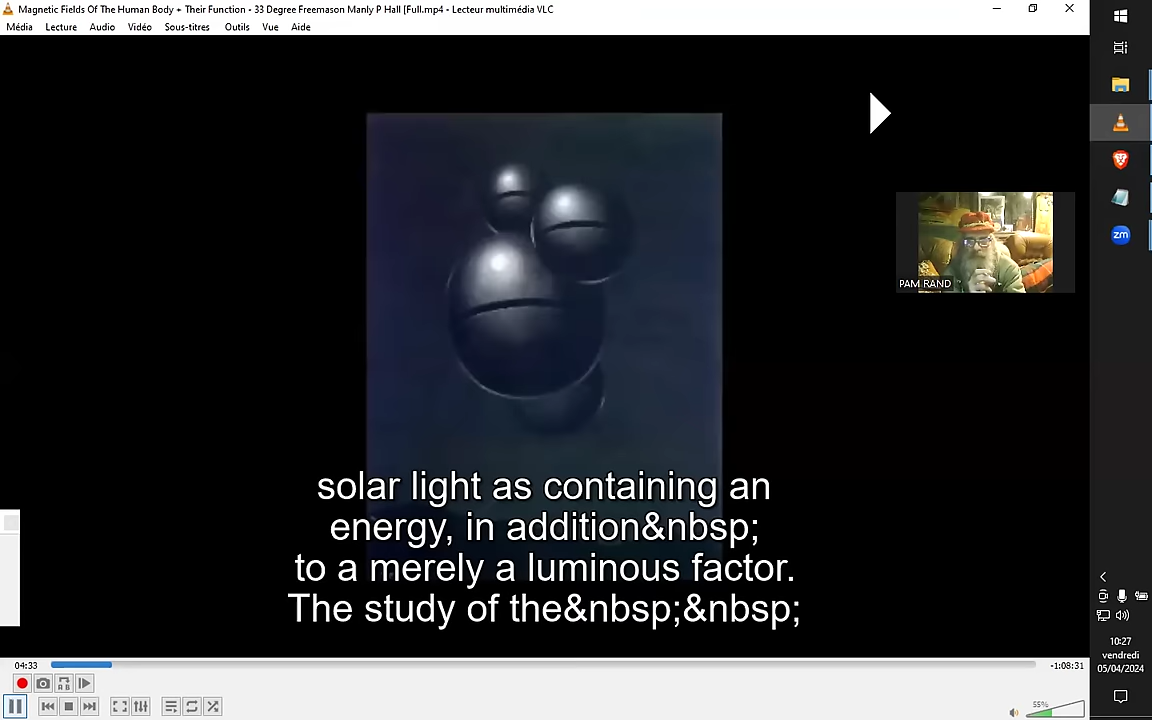 Magnetic Fields Of The Human Body + Their Function - 33 Degree Freemason Manly P Hall [Full.mp4 - Lecteur multimédia VLC
Média Lecture Audio Vidéo Sous-titres Outils Vue Aide
PAM RAND
zm
solar light as containing an
energy, in addition&nbsp;
to a merely a luminous factor.
The study of the&nbsp;&nbsp;
04:33
-1:08:31
55%
10:27
vendredi
05/04/2024